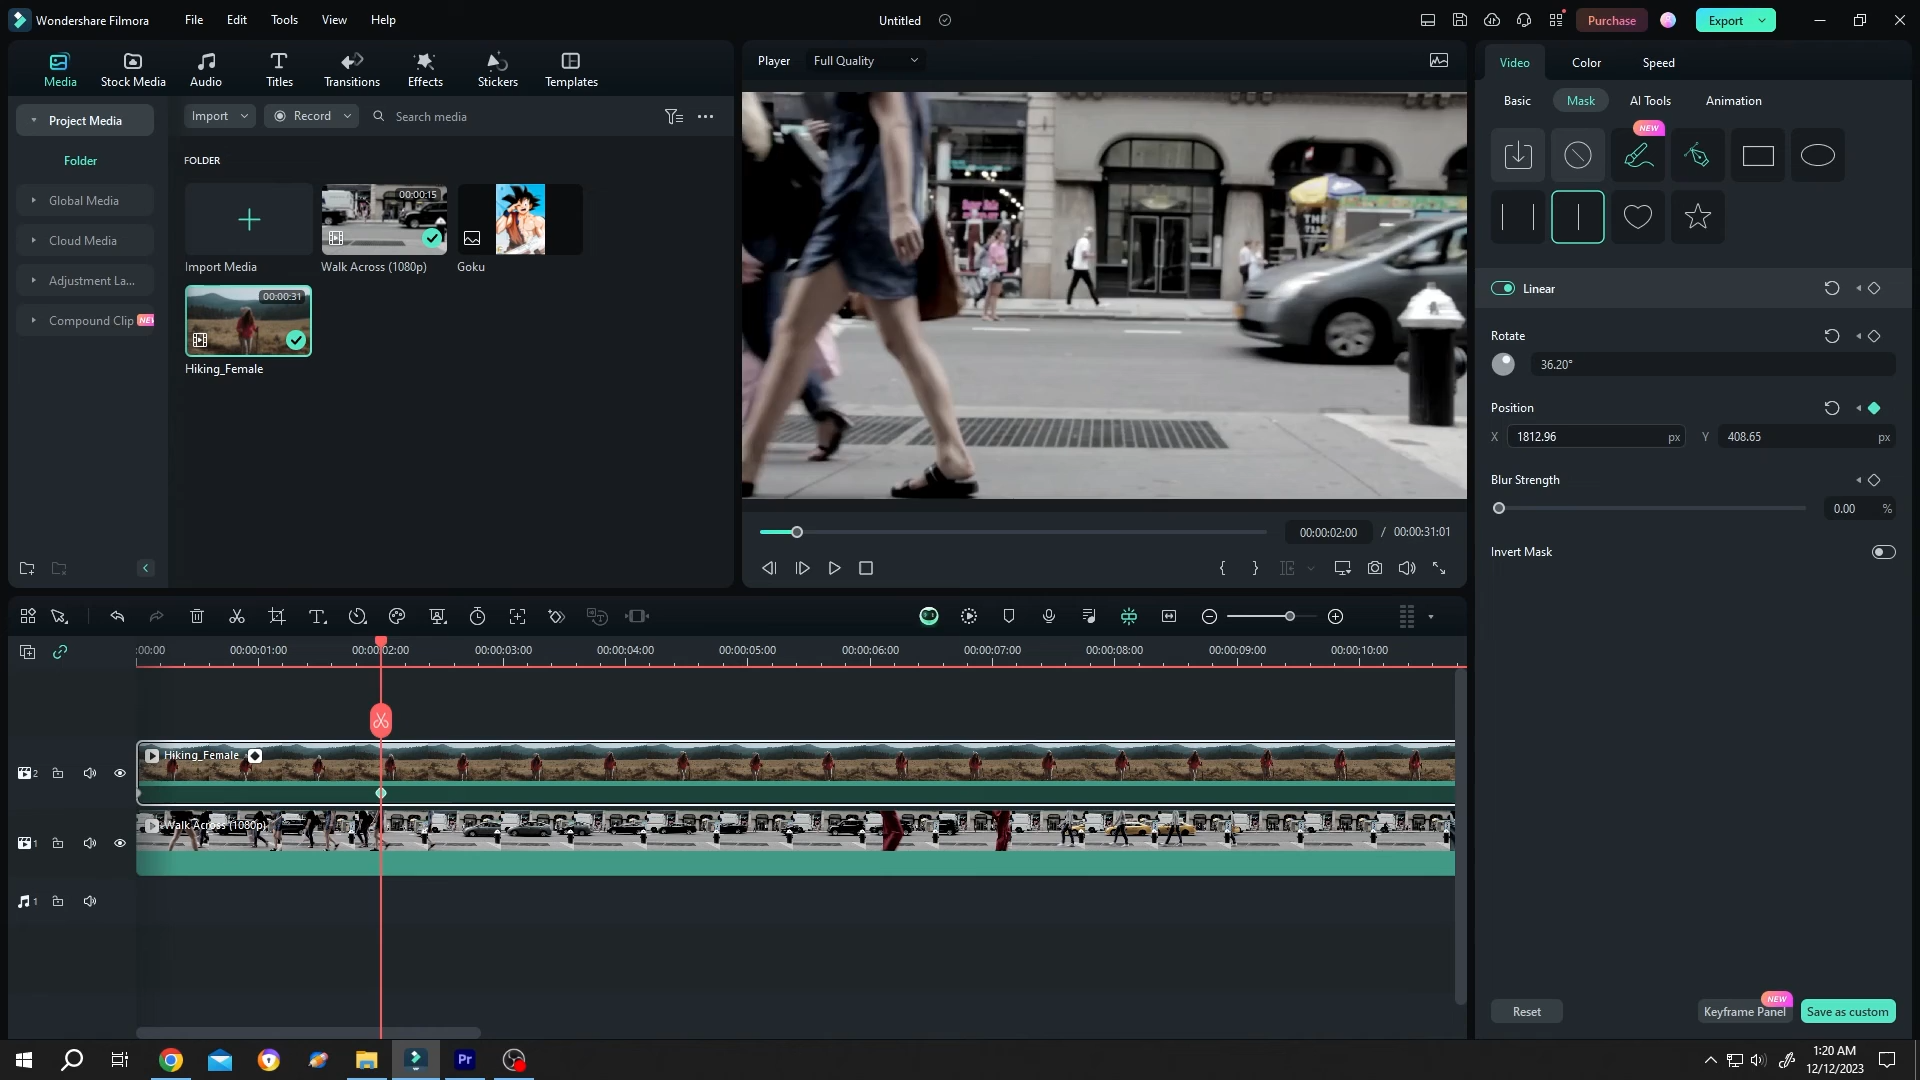 Wondershare Filmora
File
Edit
Tools
View
Help
Untitled
Purchase
Export
Media
Stock Media
Audio
Titles
Transitions
Effects
Stickers
Templates
Player
Full Quality
Video
Color
Speed
Project Media
Folder
Global Media
Cloud Media
Adjustment La...
Compound Clip
Import
Record
Search media
FOLDER
00:00:15
Import Media
Walk Across (1080p)
Goku
00:00:31
Hiking_Female
00:00:02:00 / 00:00:31:01
Basic
Mask
AI Tools
Animation
NEW
Linear
Rotate
36.20°
Position
X 1812.96 px Y 408.65 px
Blur Strength
0.00 %
Invert Mask
:00:00
00:00:01:00
00:00:02:00
00:00:03:00
00:00:04:00
00:00:05:00
00:00:06:00
00:00:07:00
00:00:08:00
00:00:09:00
00:00:10:00
Hiking_Female
2
Walk Across (1080p)
1
1
Reset
NEW
Keyframe Panel
Save as custom
Pr
1:20 AM
12/12/2023